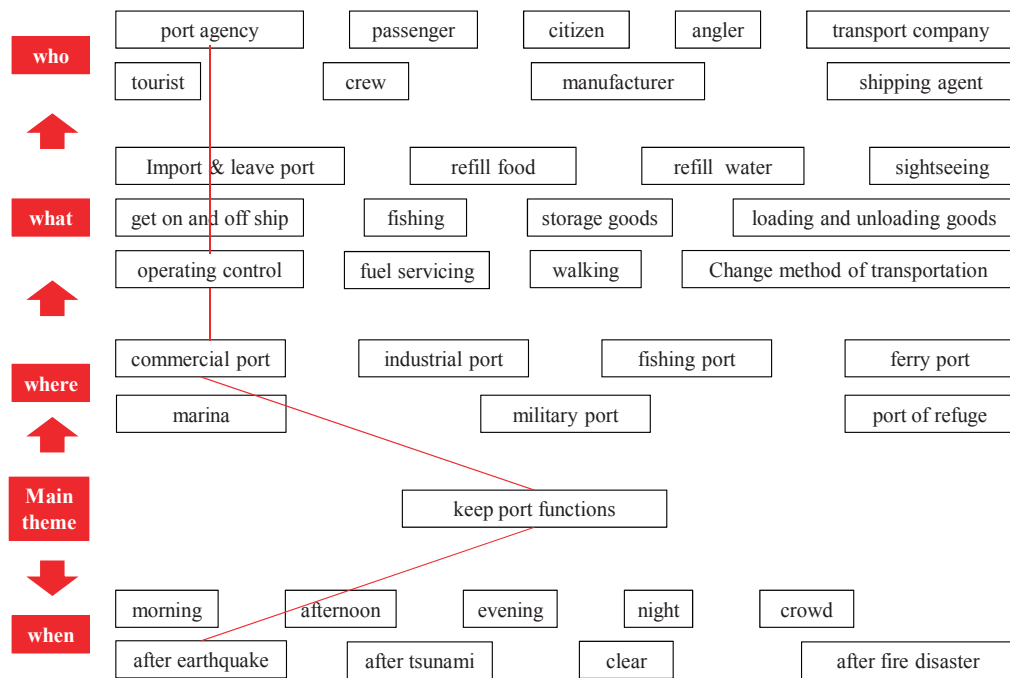 port agency passenger citizen angler transport company
who
tourist crew manufacturer shipping agent
Import & leave port refill food refill water sightseeing
what get on and off ship fishing storage goods loading and unloading goods
operating control fuel servicing walking Change method of transportation
commercial port industrial port fishing port ferry port
where
marina military port port of refuge
Main
theme
keep port functions
morning afternoon evening night crowd
when
after earthquake after tsunami clear after fire disaster